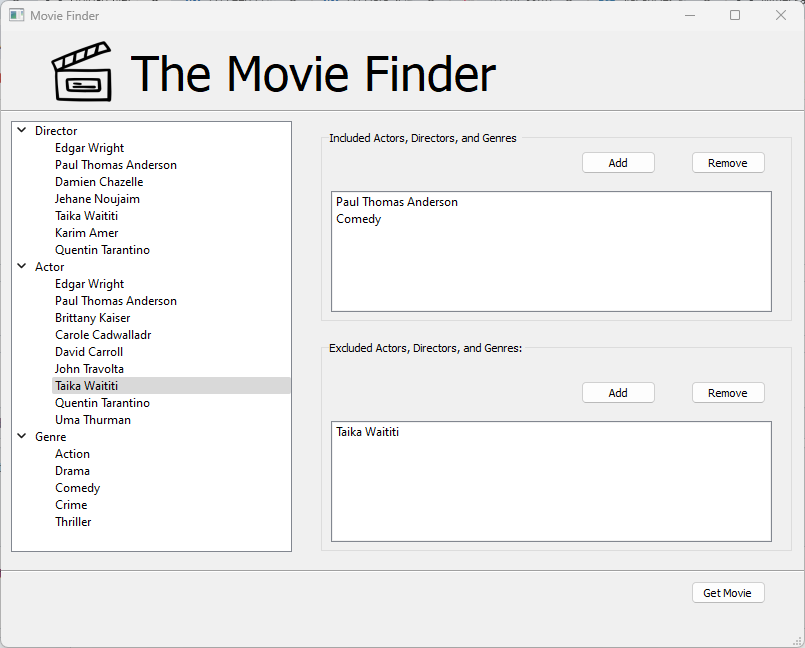 Movie Finder
The Movie Finder
Director
Edgar Wright
Paul Thomas Anderson
Damien Chazelle
Jehane Noujaim
Taika Waititi
Karim Amer
Quentin Tarantino
Actor
Edgar Wright
Paul Thomas Anderson
Brittany Kaiser
Carole Cadwalladr
David Carroll
John Travolta
Taika Waititi
Quentin Tarantino
Uma Thurman
Genre
Action
Drama
Comedy
Crime
Thriller
Included Actors, Directors, and Genres
Add Remove
Paul Thomas Anderson
Comedy
Excluded Actors, Directors, and Genres:
Add Remove
Taika Waititi
Get Movie